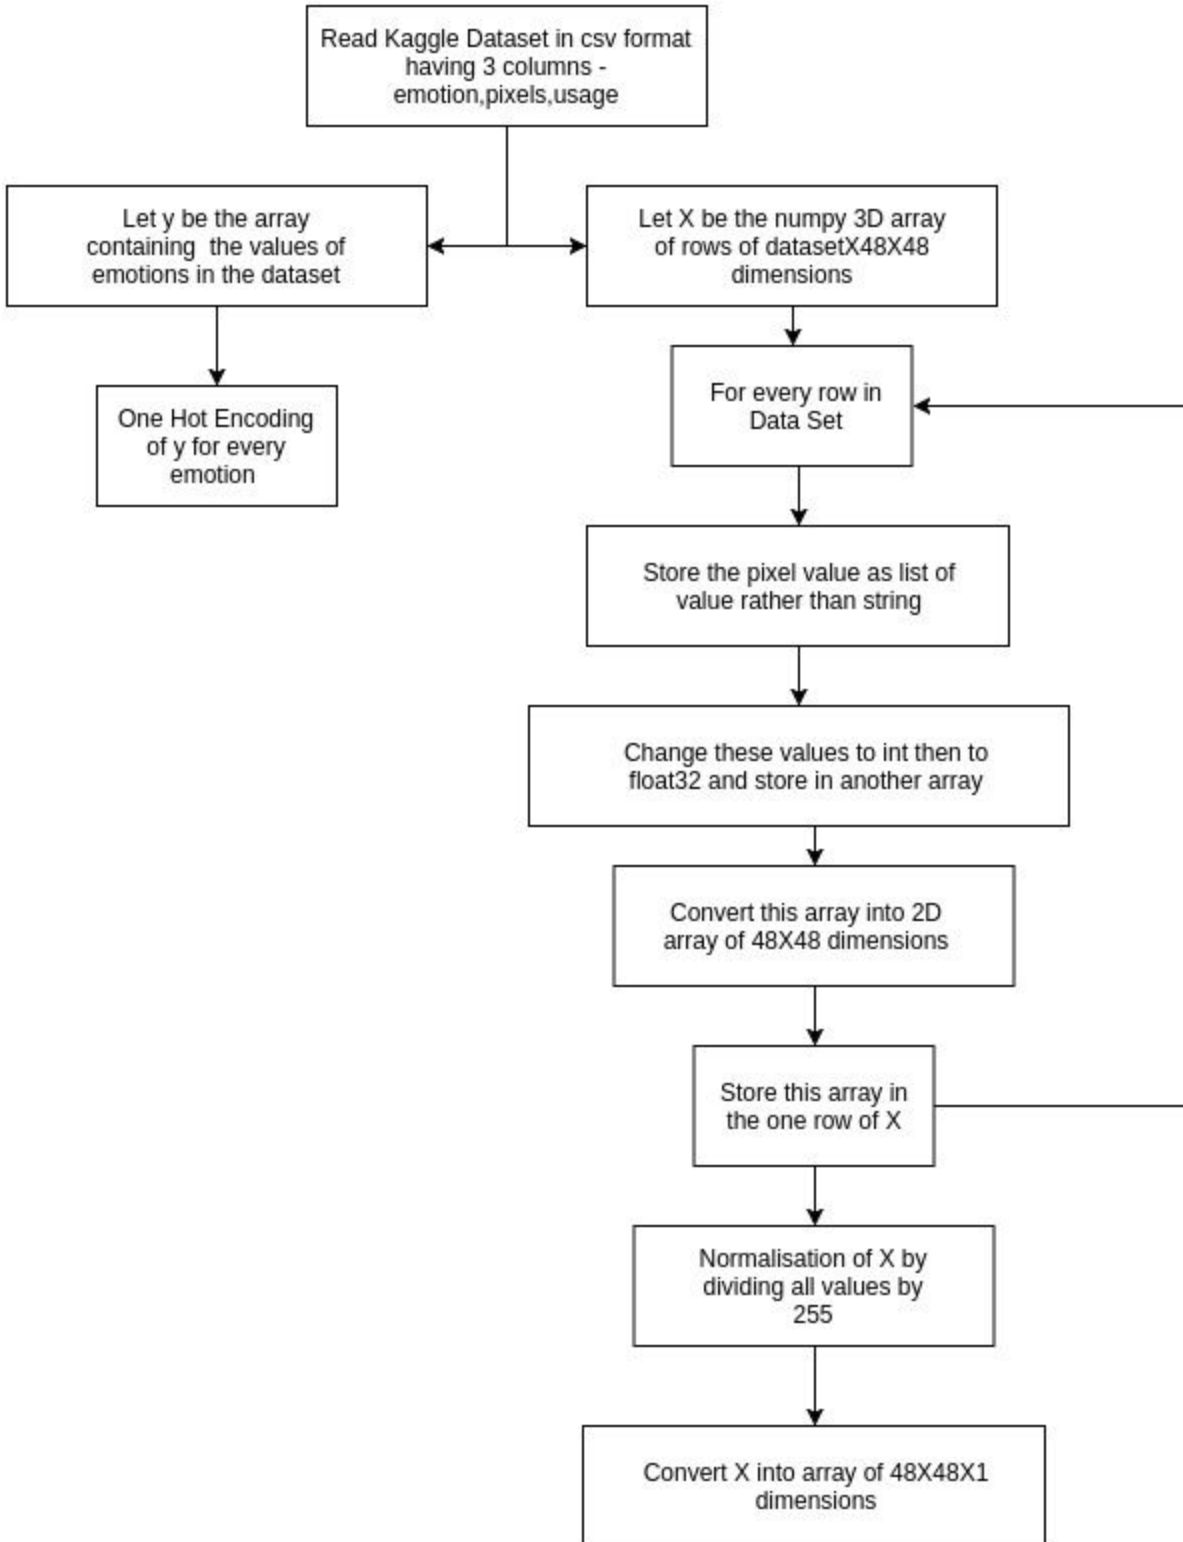 Read Kaggle Dataset in csv format
having 3 columns -
emotion,pixels,usage
Let y be the array
containing  the values of
emotions in the dataset
Let X be the numpy 3D array
of rows of datasetX48X48
dimensions
One Hot Encoding
of y for every
emotion
For every row in
Data Set
Store the pixel value as list of
value rather than string
Change these values to int then to
float32 and store in another array
Convert this array into 2D
array of 48X48 dimensions
Store this array in
the one row of X
Normalisation of X by
dividing all values by
255
Convert X into array of 48X48X1
dimensions